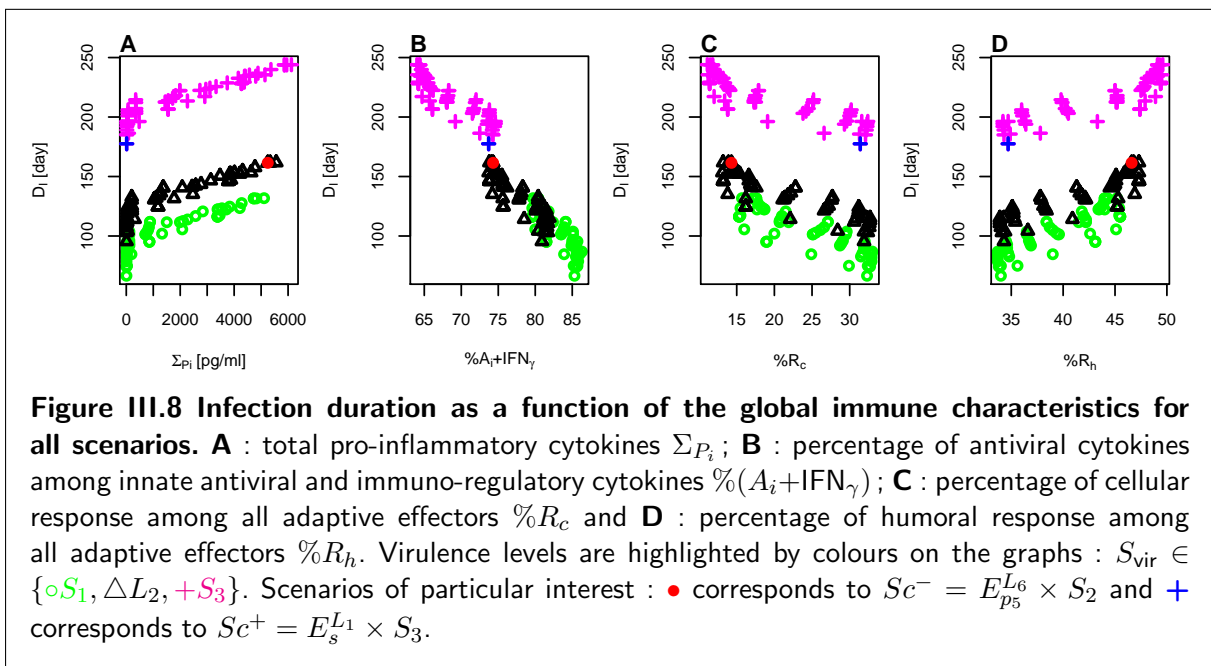 A B C D
250
200
150
100
Dᵢ [day]
0 2000 4000 6000
Σ_Pi [pg/ml]
250
200
150
100
Dᵢ [day]
65 70 75 80 85
%Aᵢ+IFNᵧ
250
200
150
100
Dᵢ [day]
15 20 25 30
%R_c
250
200
150
100
Dᵢ [day]
35 40 45 50
%R_h
Figure III.8 Infection duration as a function of the global immune characteristics for
all scenarios. A : total pro-inflammatory cytokines Σ_{P_i} ; B : percentage of antiviral cytokines
among innate antiviral and immuno-regulatory cytokines %(A_i+IFN_γ) ; C : percentage of cellular
response among all adaptive effectors %R_c and D : percentage of humoral response among
all adaptive effectors %R_h. Virulence levels are highlighted by colours on the graphs : S_vir ∈
{∘S_1, △L_2, +S_3}. Scenarios of particular interest : • corresponds to Sc^− = E_{p_5}^{L_6} × S_2 and +
corresponds to Sc^+ = E_s^{L_1} × S_3.